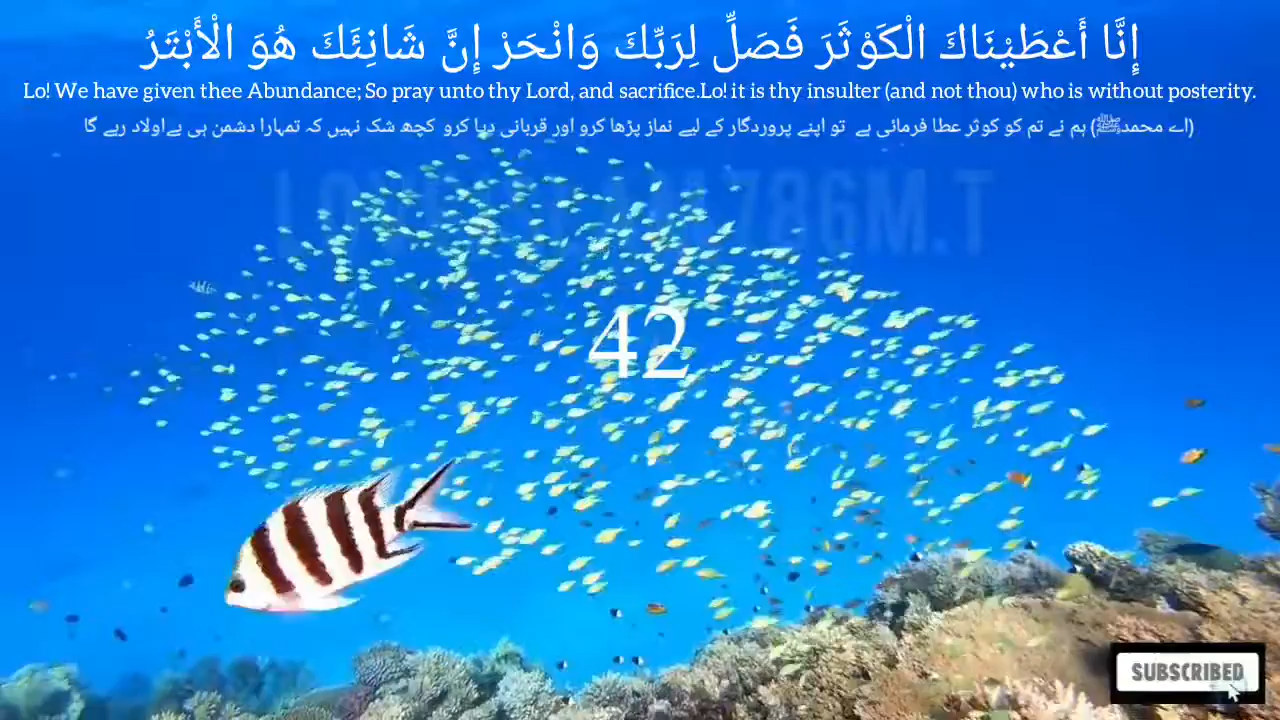 إِنَّا أَعْطَيْنَاكَ الْكَوْثَرَ فَصَلِّ لِرَبِّكَ وَانْحَرْ إِنَّ شَانِئَكَ هُوَ الْأَبْتَرُ
Lo! We have given thee Abundance; So pray unto thy Lord, and sacrifice.Lo! it is thy insulter (and not thou) who is without posterity.
(اے محمدﷺ) ہم نے تم کو کوثر عطا فرمائی ہے تو اپنے پروردگار کے لیے نماز پڑھا کرو اور قربانی دیا کرو کچھ شک نہیں کہ تمہارا دشمن ہی بےاولاد رہے گا
786M.T
42
SUBSCRIBED